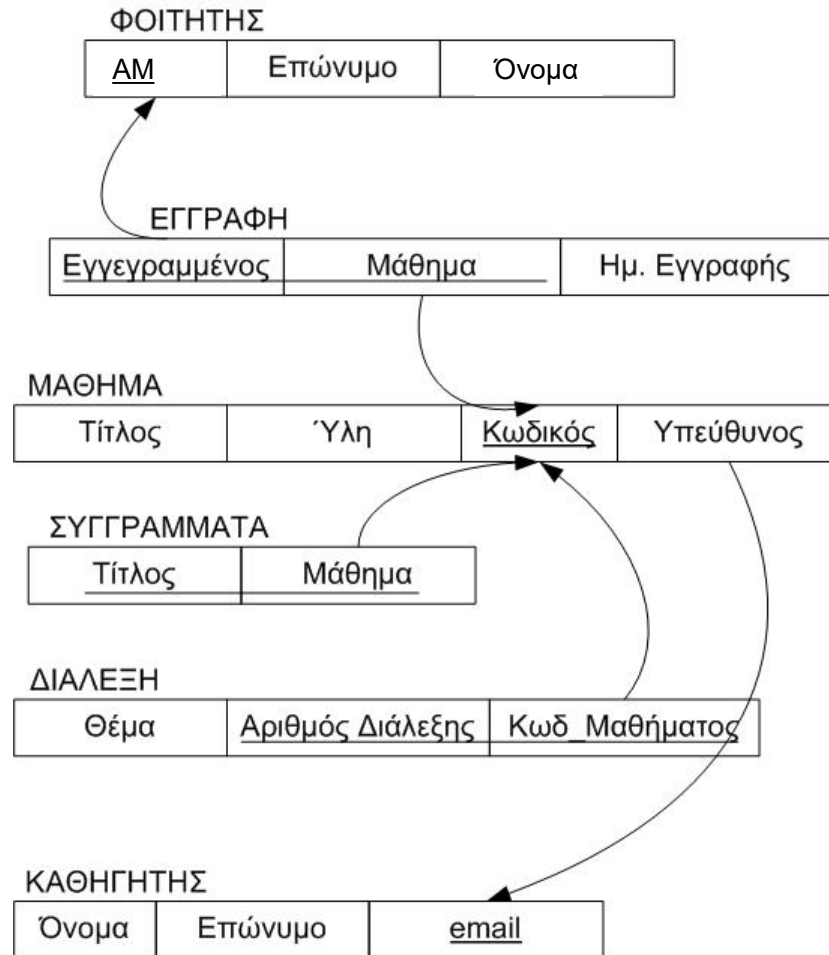 ΦΟΙΤΗΤΗΣ
ΑΜ Επώνυμο Όνομα
ΕΓΓΡΑΦΗ
Εγγεγραμμένος Μάθημα Ημ. Εγγραφής
ΜΑΘΗΜΑ
Τίτλος Ύλη Κωδικός Υπεύθυνος
ΣΥΓΓΡΑΜΜΑΤΑ
Τίτλος Μάθημα
ΔΙΑΛΕΞΗ
Θέμα Αριθμός Διάλεξης Κωδ_Μαθήματος
ΚΑΘΗΓΗΤΗΣ
Όνομα Επώνυμο email